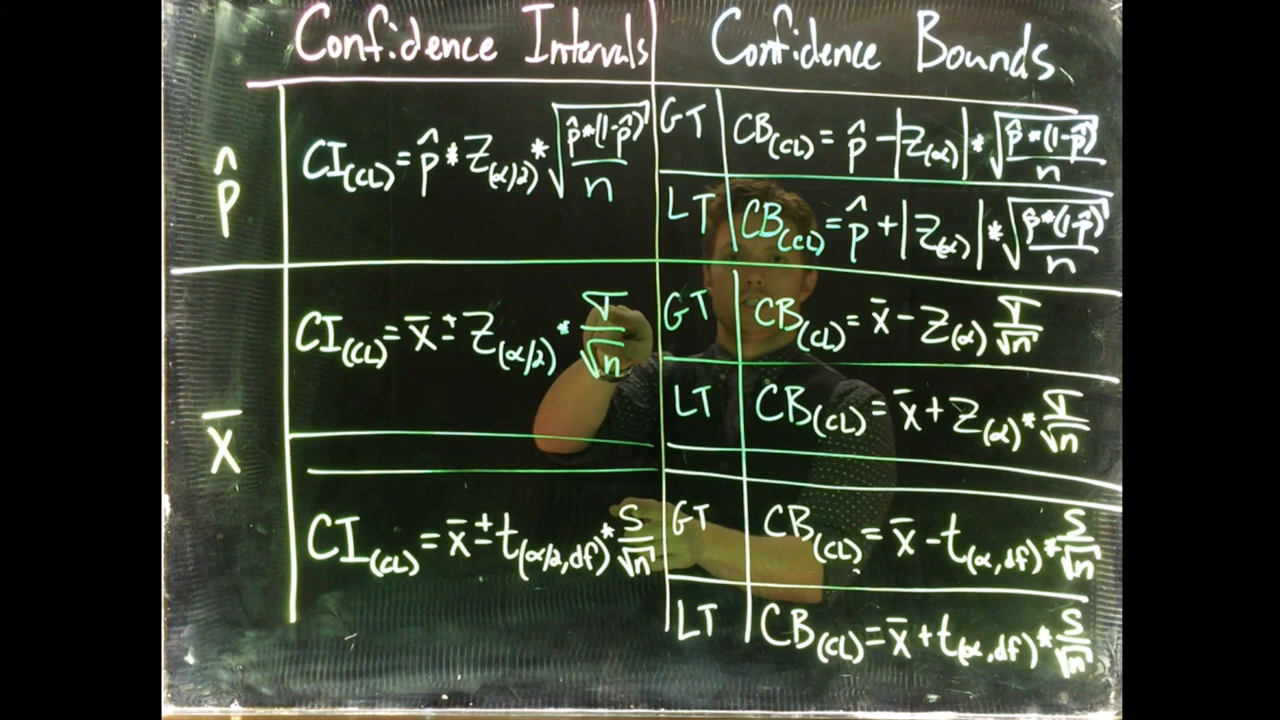 Confidence Intervals
Confidence Bounds
p̂
CI(CL) = p̂ * Z(α/2) * √(p̂*(1-p̂)/n)
GT
CB(CL) = p̂ - |Z(α)| * √(p̂*(1-p̂)/n)
LT
CB(CL) = p̂ + |Z(α)| * √(p̂*(1-p̂)/n)
x̄
CI(CL) = x̄ ± Z(α/2) * σ/√n
GT
CB(CL) = x̄ - Z(α) σ/√n
LT
CB(CL) = x̄ + Z(α) * σ/√n
CI(CL) = x̄ ± t(α/2, df) * S/√n
GT
CB(CL) = x̄ - t(α, df) * S/√n
LT
CB(CL) = x̄ + t(α, df) * S/√n